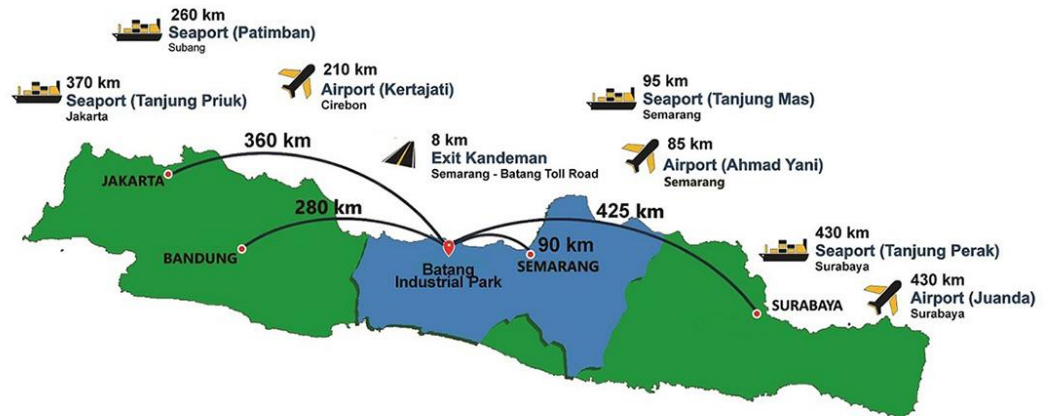 260 km
Seaport (Patimban)
Subang
370 km
Seaport (Tanjung Priuk)
Jakarta
210 km
Airport (Kertajati)
Cirebon
8 km
Exit Kandeman
Semarang - Batang Toll Road
95 km
Seaport (Tanjung Mas)
Semarang
85 km
Airport (Ahmad Yani)
Semarang
360 km
JAKARTA
280 km
BANDUNG
Batang
Industrial Park
90 km
SEMARANG
425 km
430 km
Seaport (Tanjung Perak)
Surabaya
SURABAYA
430 km
Airport (Juanda)
Surabaya